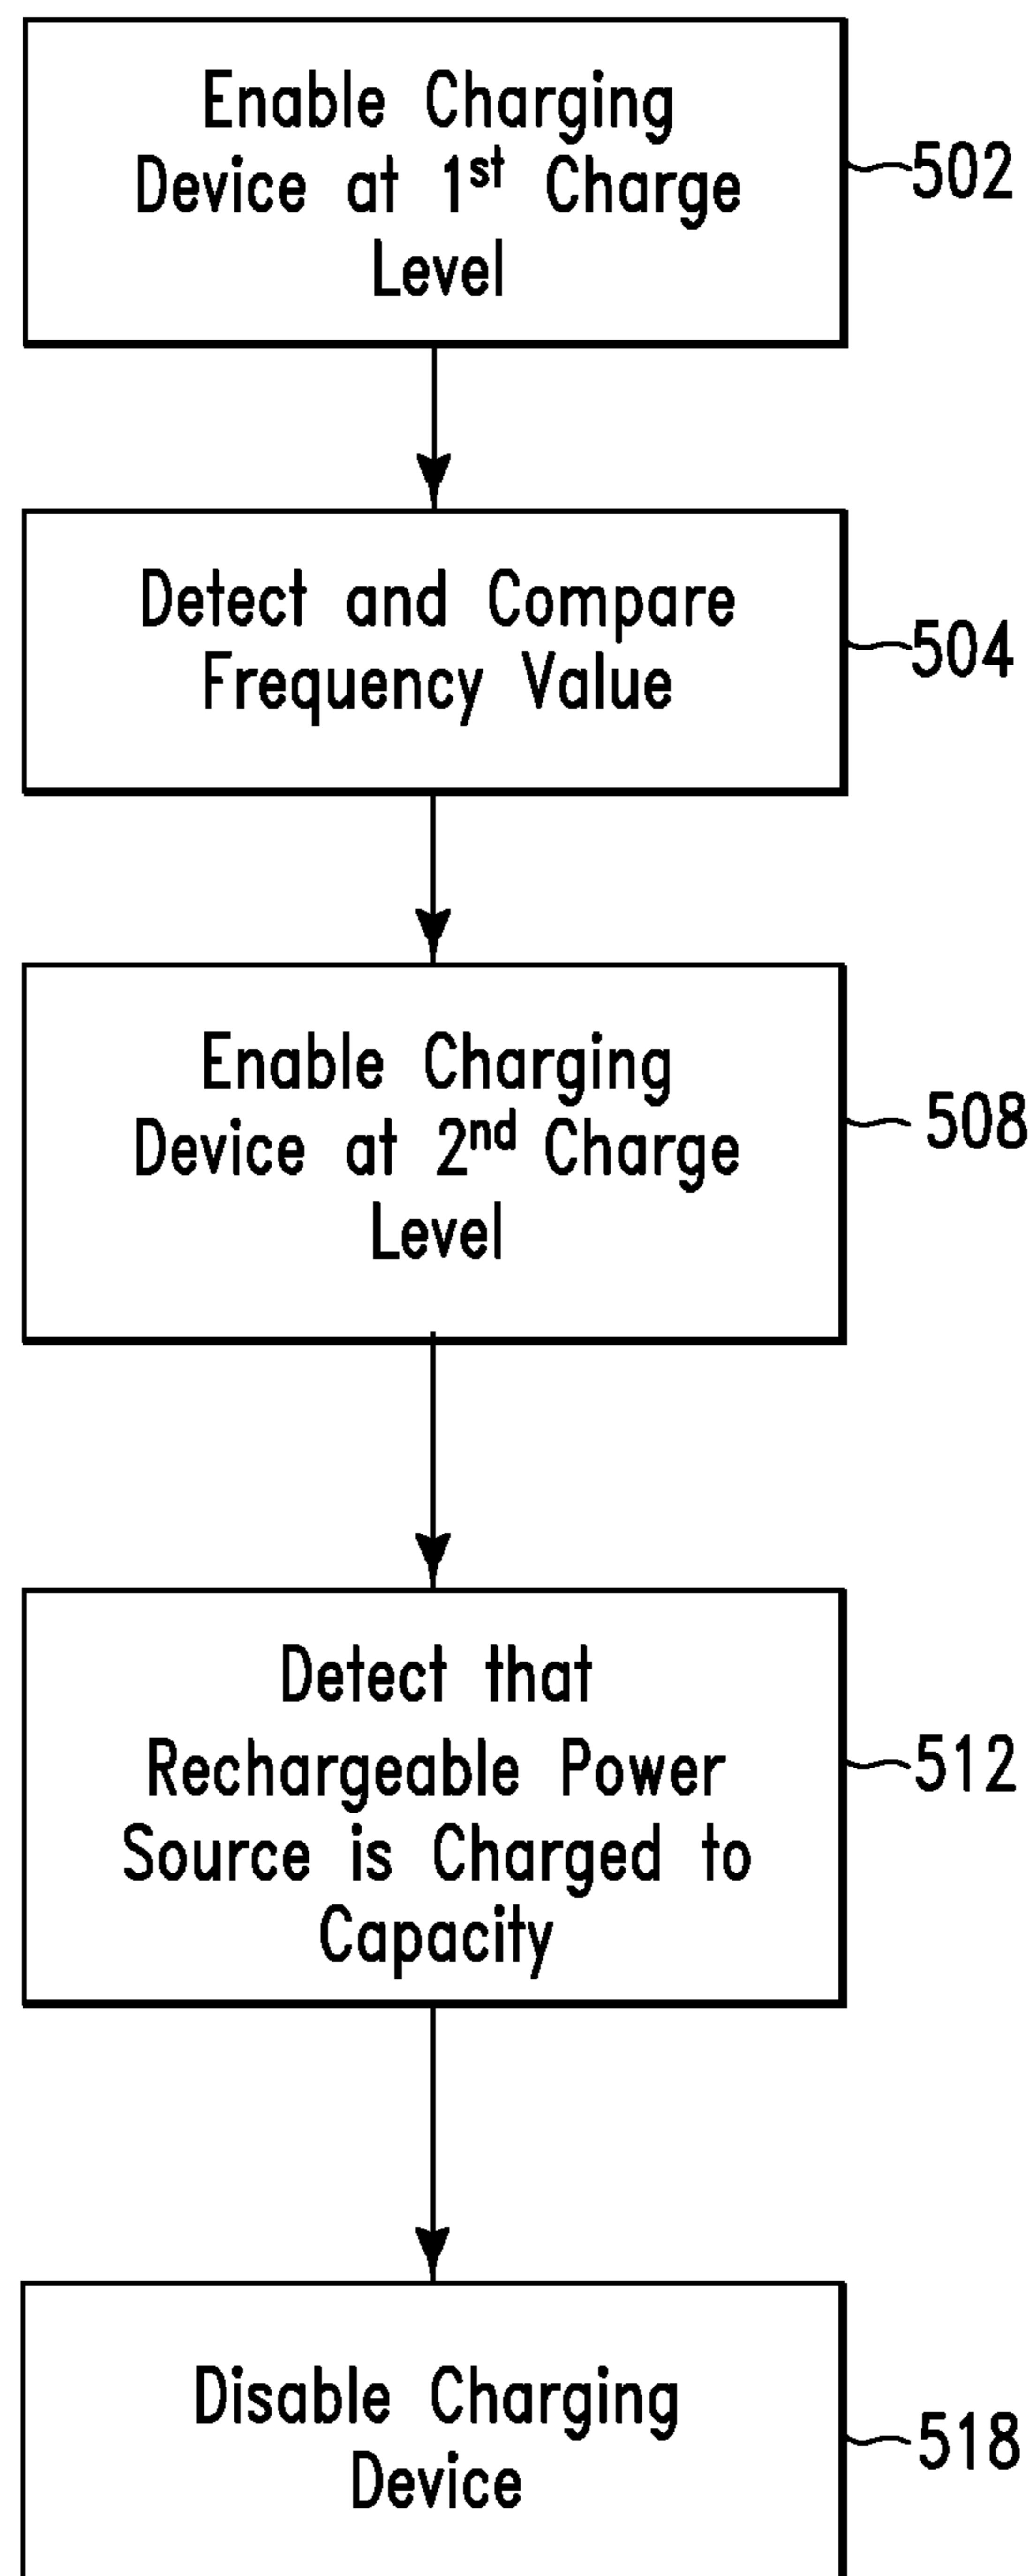 Enable Charging
Device at 1st Charge
Level
502
Detect and Compare
Frequency Value
504
Enable Charging
Device at 2nd Charge
Level
508
Detect that
Rechargeable Power
Source is Charged to
Capacity
512
Disable Charging
Device
518